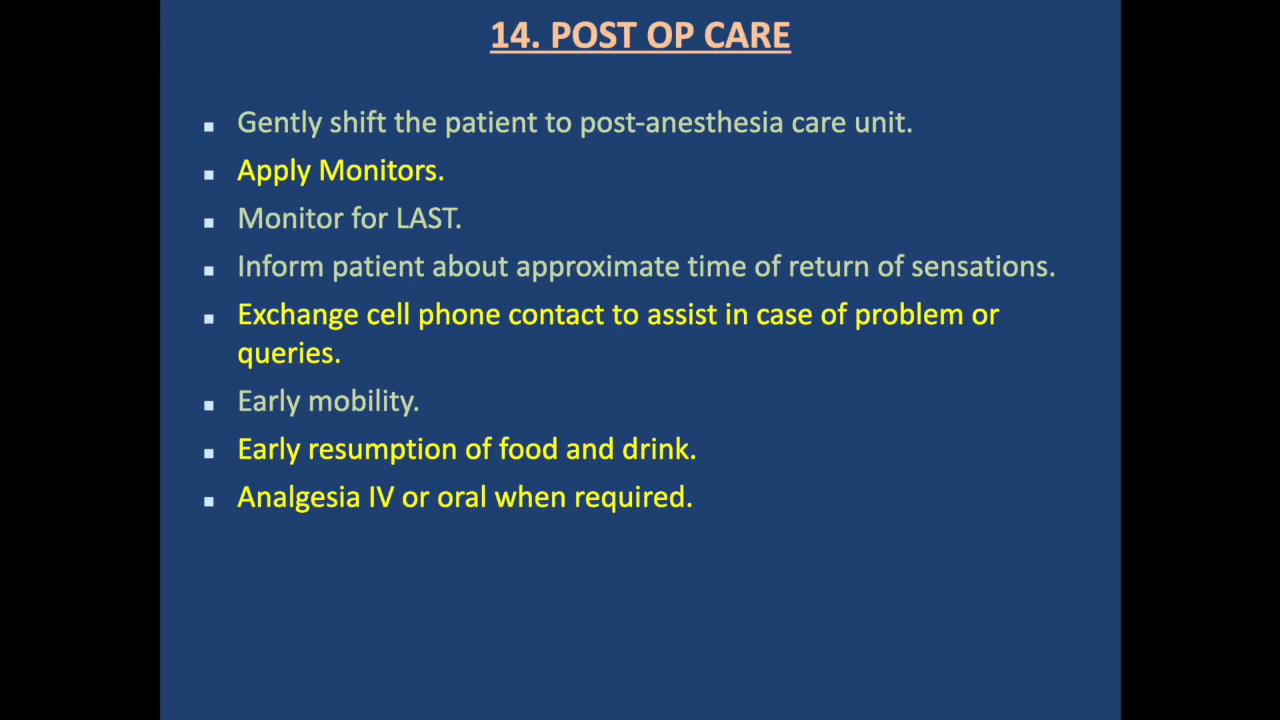 14. POST OP CARE
▪ Gently shift the patient to post-anesthesia care unit.
▪ Apply Monitors.
▪ Monitor for LAST.
▪ Inform patient about approximate time of return of sensations.
▪ Exchange cell phone contact to assist in case of problem or
queries.
▪ Early mobility.
▪ Early resumption of food and drink.
▪ Analgesia IV or oral when required.